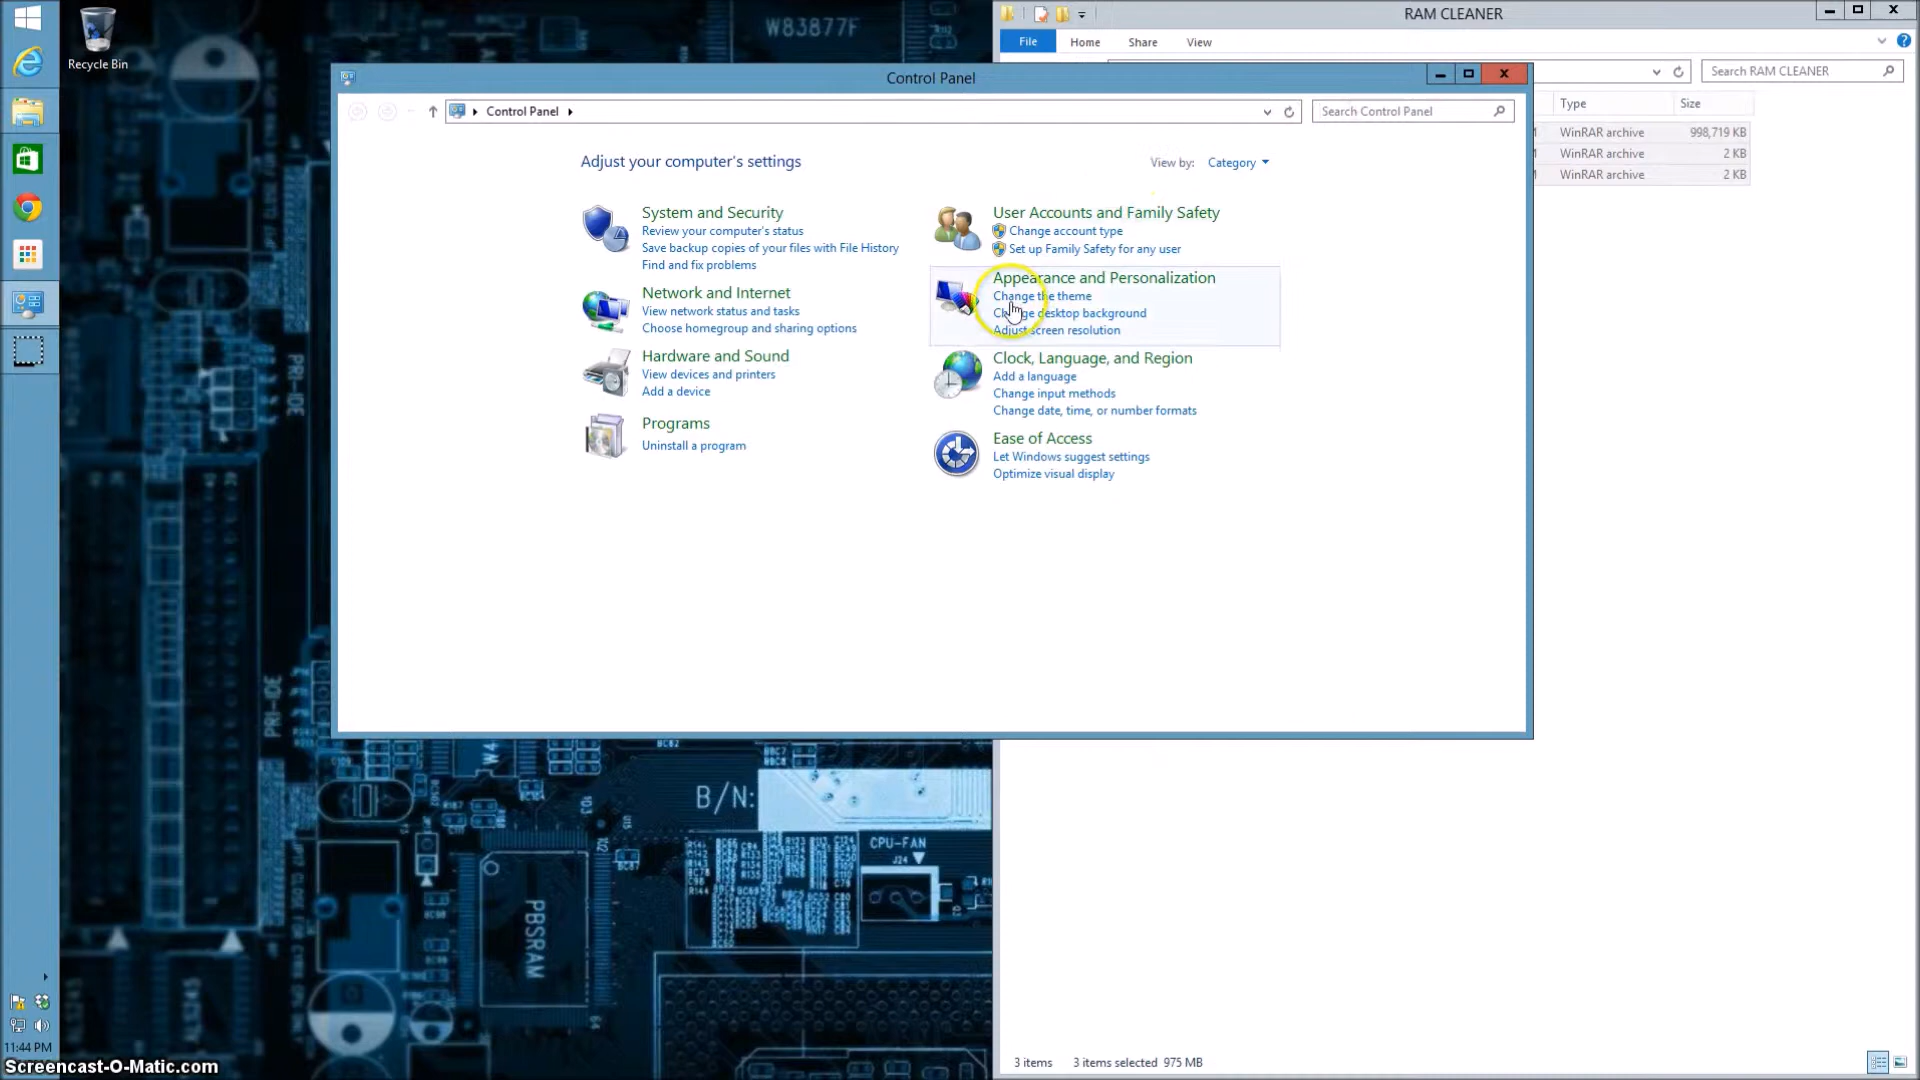 W83877F
Recycle Bin
RAM CLEANER
File Home Share View
Search RAM CLEANER
Control Panel
Control Panel
Search Control Panel
Type Size
WinRAR archive 998,719 KB
WinRAR archive 2 KB
WinRAR archive 2 KB
Adjust your computer's settings
View by: Category
System and Security
Review your computer's status
Save backup copies of your files with File History
Find and fix problems
Network and Internet
View network status and tasks
Choose homegroup and sharing options
Hardware and Sound
View devices and printers
Add a device
Programs
Uninstall a program
User Accounts and Family Safety
Change account type
Set up Family Safety for any user
Appearance and Personalization
Change the theme
Change desktop background
Adjust screen resolution
Clock, Language, and Region
Add a language
Change input methods
Change date, time, or number formats
Ease of Access
Let Windows suggest settings
Optimize visual display
PRI-IDE
PRI-IDE
B/N:
CPU-FAN
J24
PBSRAM
11:44 PM
Screencast-O-Matic.com
3 items 3 items selected 975 MB